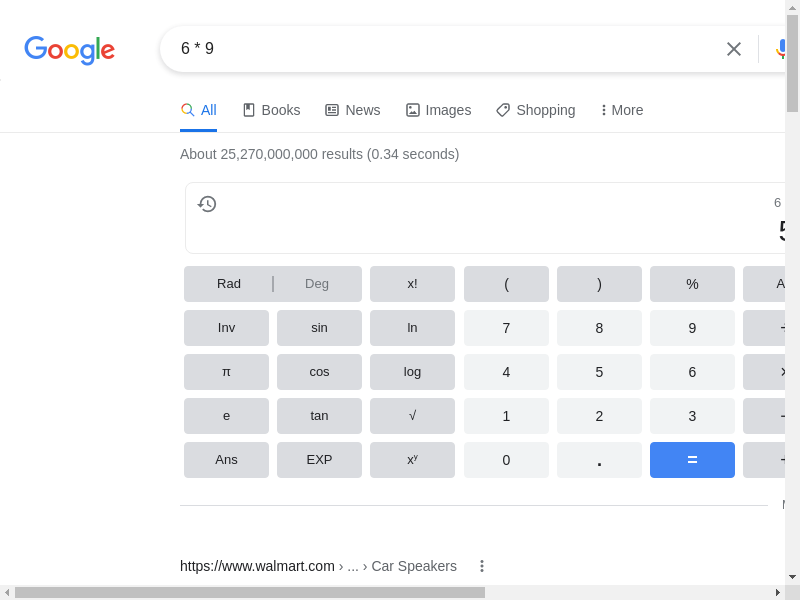 Google
6 * 9
All Books News Images Shopping More
About 25,270,000,000 results (0.34 seconds)
6
5
Rad | Deg x! ( ) % A
Inv sin ln 7 8 9 ÷
π cos log 4 5 6 ×
e tan √ 1 2 3 −
Ans EXP xʸ 0 . = +
https://www.walmart.com › ... › Car Speakers